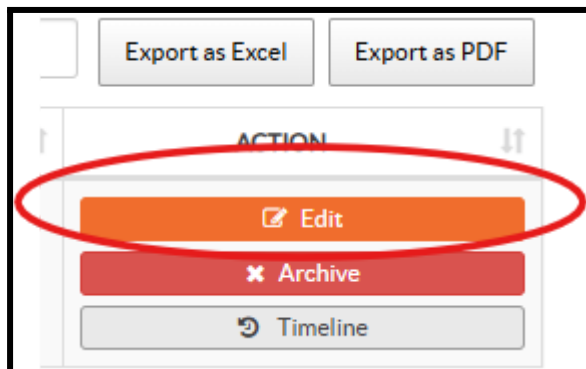 Export as Excel Export as PDF
ACTION
Edit
Archive
Timeline